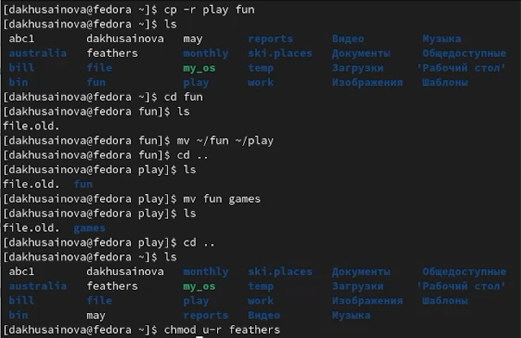 [dakhusainova@fedora ~]$ cp -r play fun
[dakhusainova@fedora ~]$ ls
abc1 dakhusainova may reports Видео Музыка
australia feathers monthly ski.places Документы Общедоступные
bill file my_os temp Загрузки 'Рабочий стол'
bin fun play work Изображения Шаблоны
[dakhusainova@fedora ~]$ cd fun
[dakhusainova@fedora fun]$ ls
file.old.
[dakhusainova@fedora fun]$ mv ~/fun ~/play
[dakhusainova@fedora fun]$ cd ..
[dakhusainova@fedora play]$ ls
file.old. fun
[dakhusainova@fedora play]$ mv fun games
[dakhusainova@fedora play]$ ls
file.old. games
[dakhusainova@fedora play]$ cd ..
[dakhusainova@fedora ~]$ ls
abc1 dakhusainova monthly ski.places Документы Общедоступные
australia feathers my_os temp Загрузки 'Рабочий стол'
bill file play work Изображения Шаблоны
bin may reports Видео Музыка
[dakhusainova@fedora ~]$ chmod u-r feathers